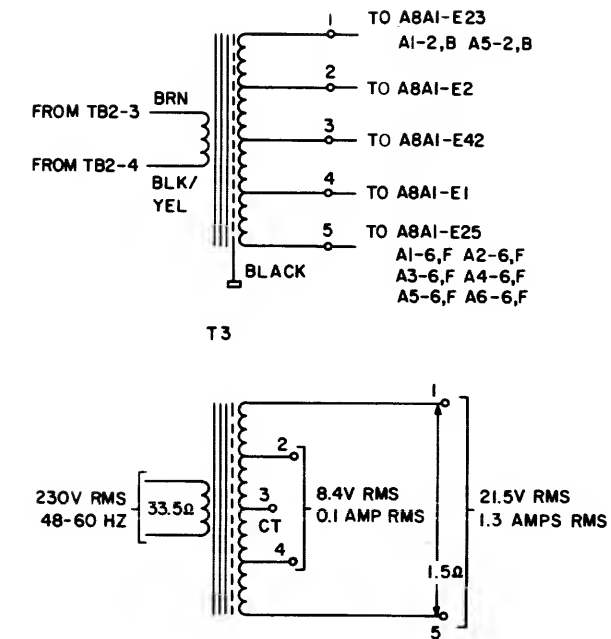 1 TO A8A1-E23
A1-2,B A5-2,B
2 TO A8A1-E2
BRN
FROM TB2-3
3 TO A8A1-E42
FROM TB2-4
BLK/
YEL
4 TO A8A1-E1
5 TO A8A1-E25
A1-6,F A2-6,F
A3-6,F A4-6,F
A5-6,F A6-6,F
BLACK
T3
1
2
230V RMS
48-60 HZ
33.5Ω
3
CT
4
8.4V RMS
0.1 AMP RMS
21.5V RMS
1.3 AMPS RMS
1.5Ω
5